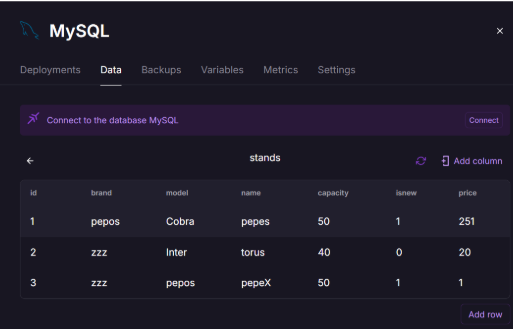 MySQL
Deployments Data Backups Variables Metrics Settings
Connect to the database MySQL Connect
stands Add column
id brand model name capacity isnew price
1 pepos Cobra pepes 50 1 251
2 zzz Inter torus 40 0 20
3 zzz pepos pepeX 50 1 1
Add row